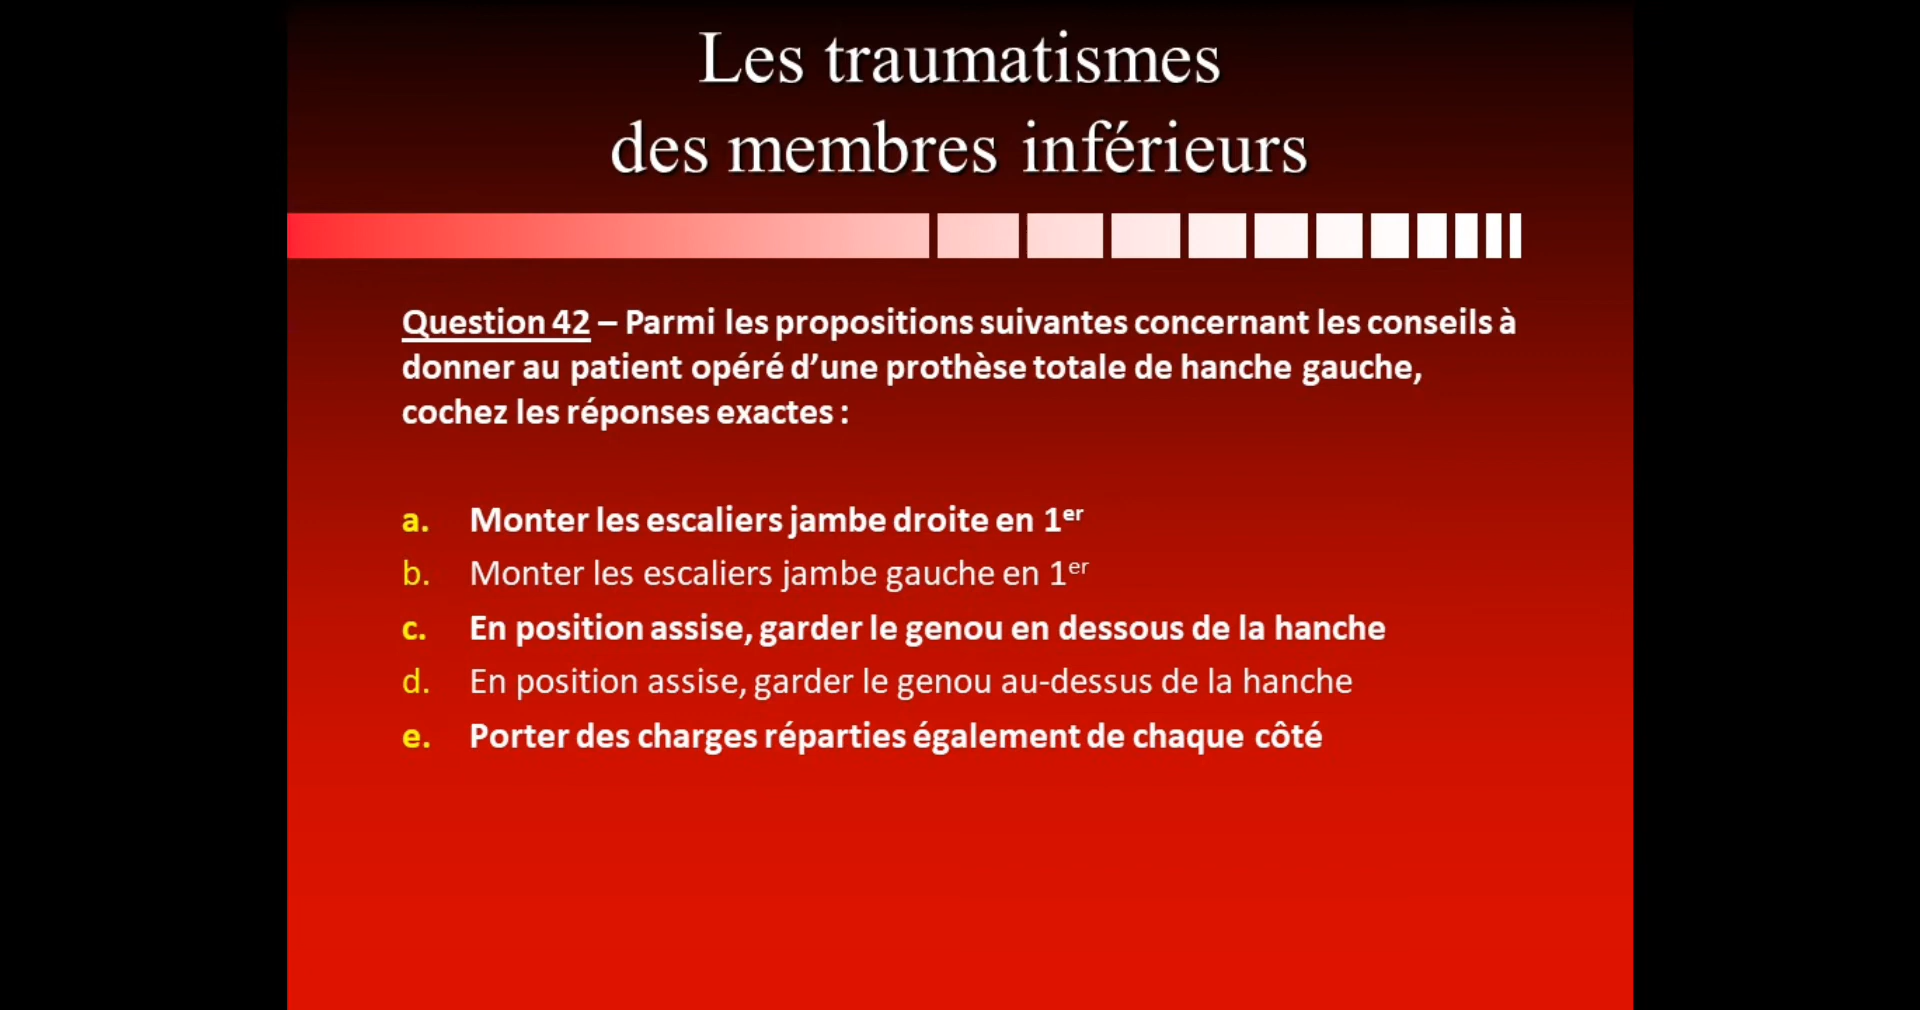 Les traumatismes
des membres inférieurs
Question 42 – Parmi les propositions suivantes concernant les conseils à
donner au patient opéré d’une prothèse totale de hanche gauche,
cochez les réponses exactes :
a. Monter les escaliers jambe droite en 1er
b. Monter les escaliers jambe gauche en 1er
c. En position assise, garder le genou en dessous de la hanche
d. En position assise, garder le genou au-dessus de la hanche
e. Porter des charges réparties également de chaque côté